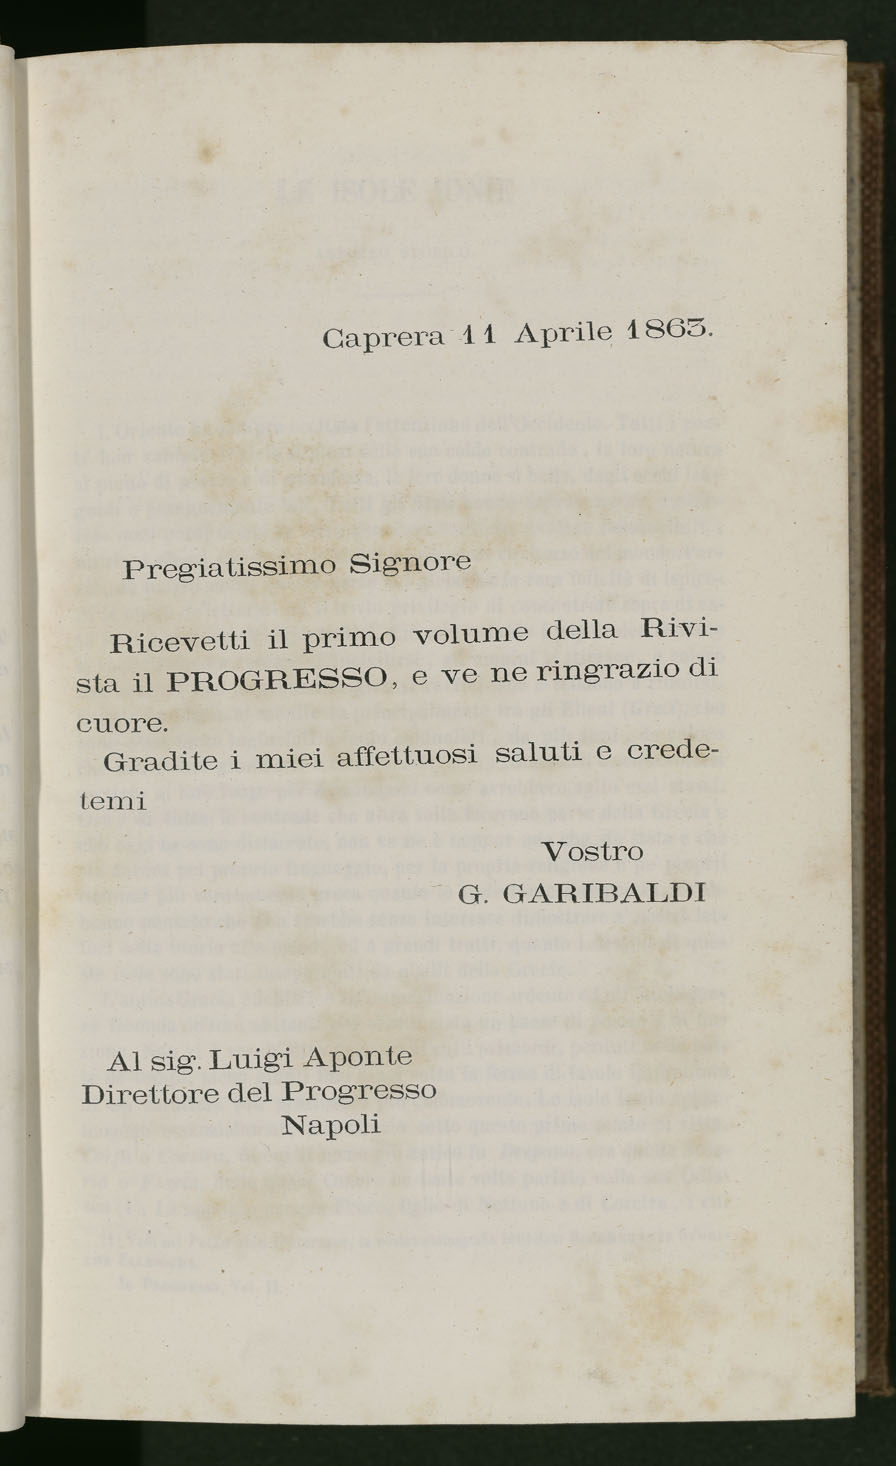 Caprera 11 Aprile 1863.
Pregiatissimo Signore
Ricevetti il primo volume della Rivi-
sta il PROGRESSO, e ve ne ringrazio di
cuore.
Gradite i miei affettuosi saluti e crede-
temi
Vostro
G. GARIBALDI
Al sig. Luigi Aponte
Direttore del Progresso
Napoli